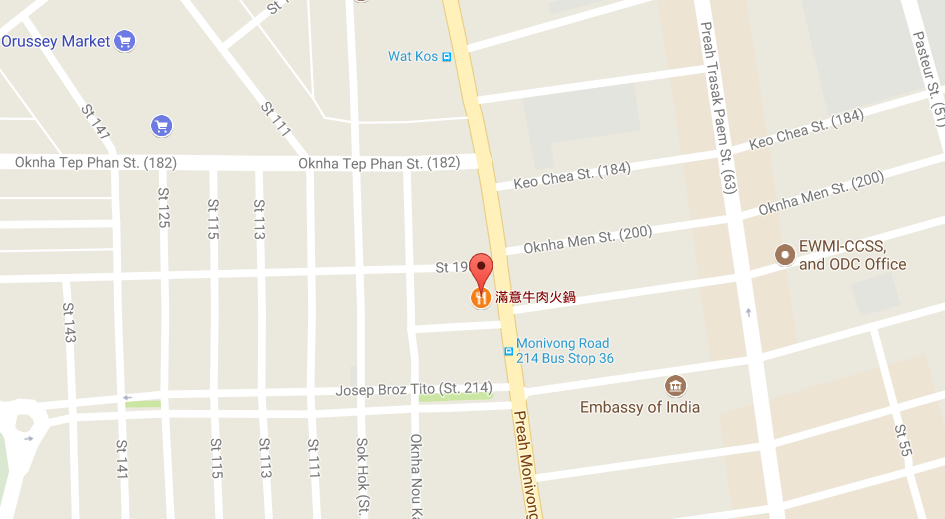 St 1
Orussey Market
Wat Kos
Preah Trasak Paem St. (63)
Pasteur St. (51)
St 147
St 111
Keo Chea St. (184)
Oknha Tep Phan St. (182)
Oknha Tep Phan St. (182)
Keo Chea St. (184)
Oknha Men St. (200)
St 125
St 115
St 113
Oknha Men St. (200)
EWMI-CCSS,
and ODC Office
St 19
滿意牛肉火鍋
St 143
Monivong Road
214 Bus Stop 36
Josep Broz Tito (St. 214)
Embassy of India
Preah Monivong
St 141
St 115
St 113
St 111
Sok Hok (St.
Oknha Nou Ka
St 55